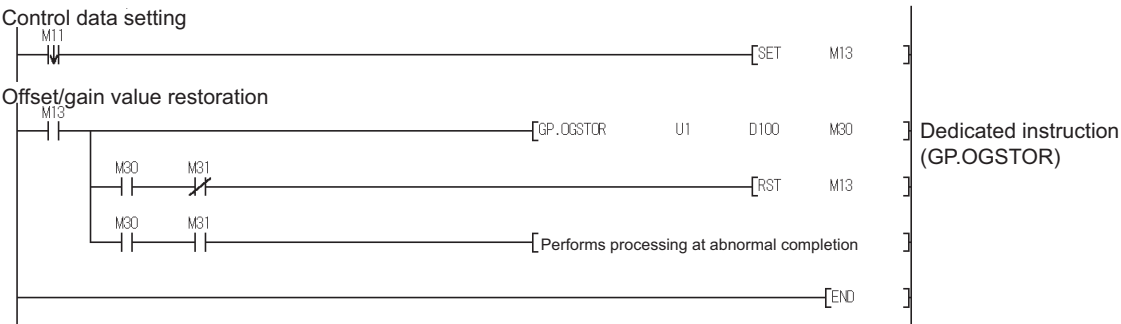 Control data setting
M11
SET M13
Offset/gain value restoration
M13
GP.OGSTOR U1 D100 M30
Dedicated instruction
(GP.OGSTOR)
M30 M31
RST M13
M30 M31
Performs processing at abnormal completion
END